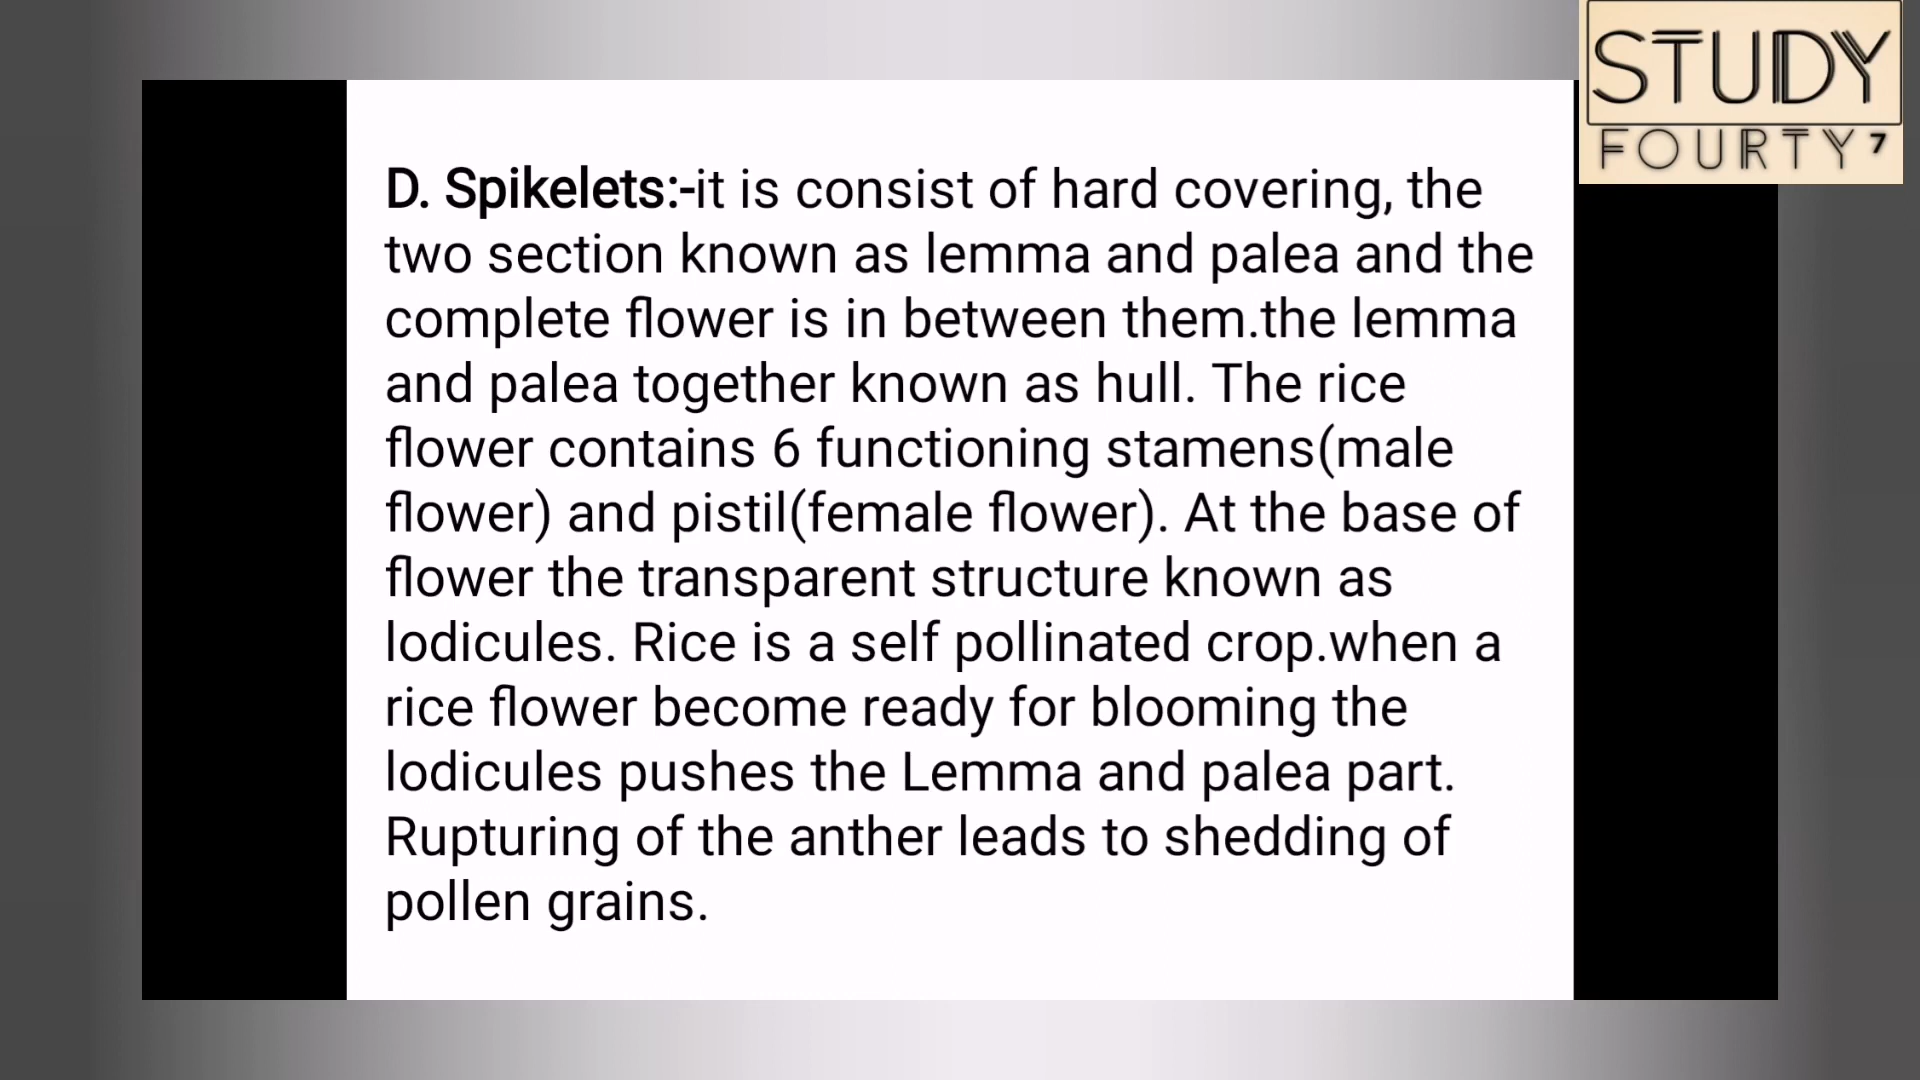 STUDY
FOURTY 7
D. Spikelets:-it is consist of hard covering, the
two section known as lemma and palea and the
complete flower is in between them.the lemma
and palea together known as hull. The rice
flower contains 6 functioning stamens(male
flower) and pistil(female flower). At the base of
flower the transparent structure known as
lodicules. Rice is a self pollinated crop.when a
rice flower become ready for blooming the
lodicules pushes the Lemma and palea part.
Rupturing of the anther leads to shedding of
pollen grains.